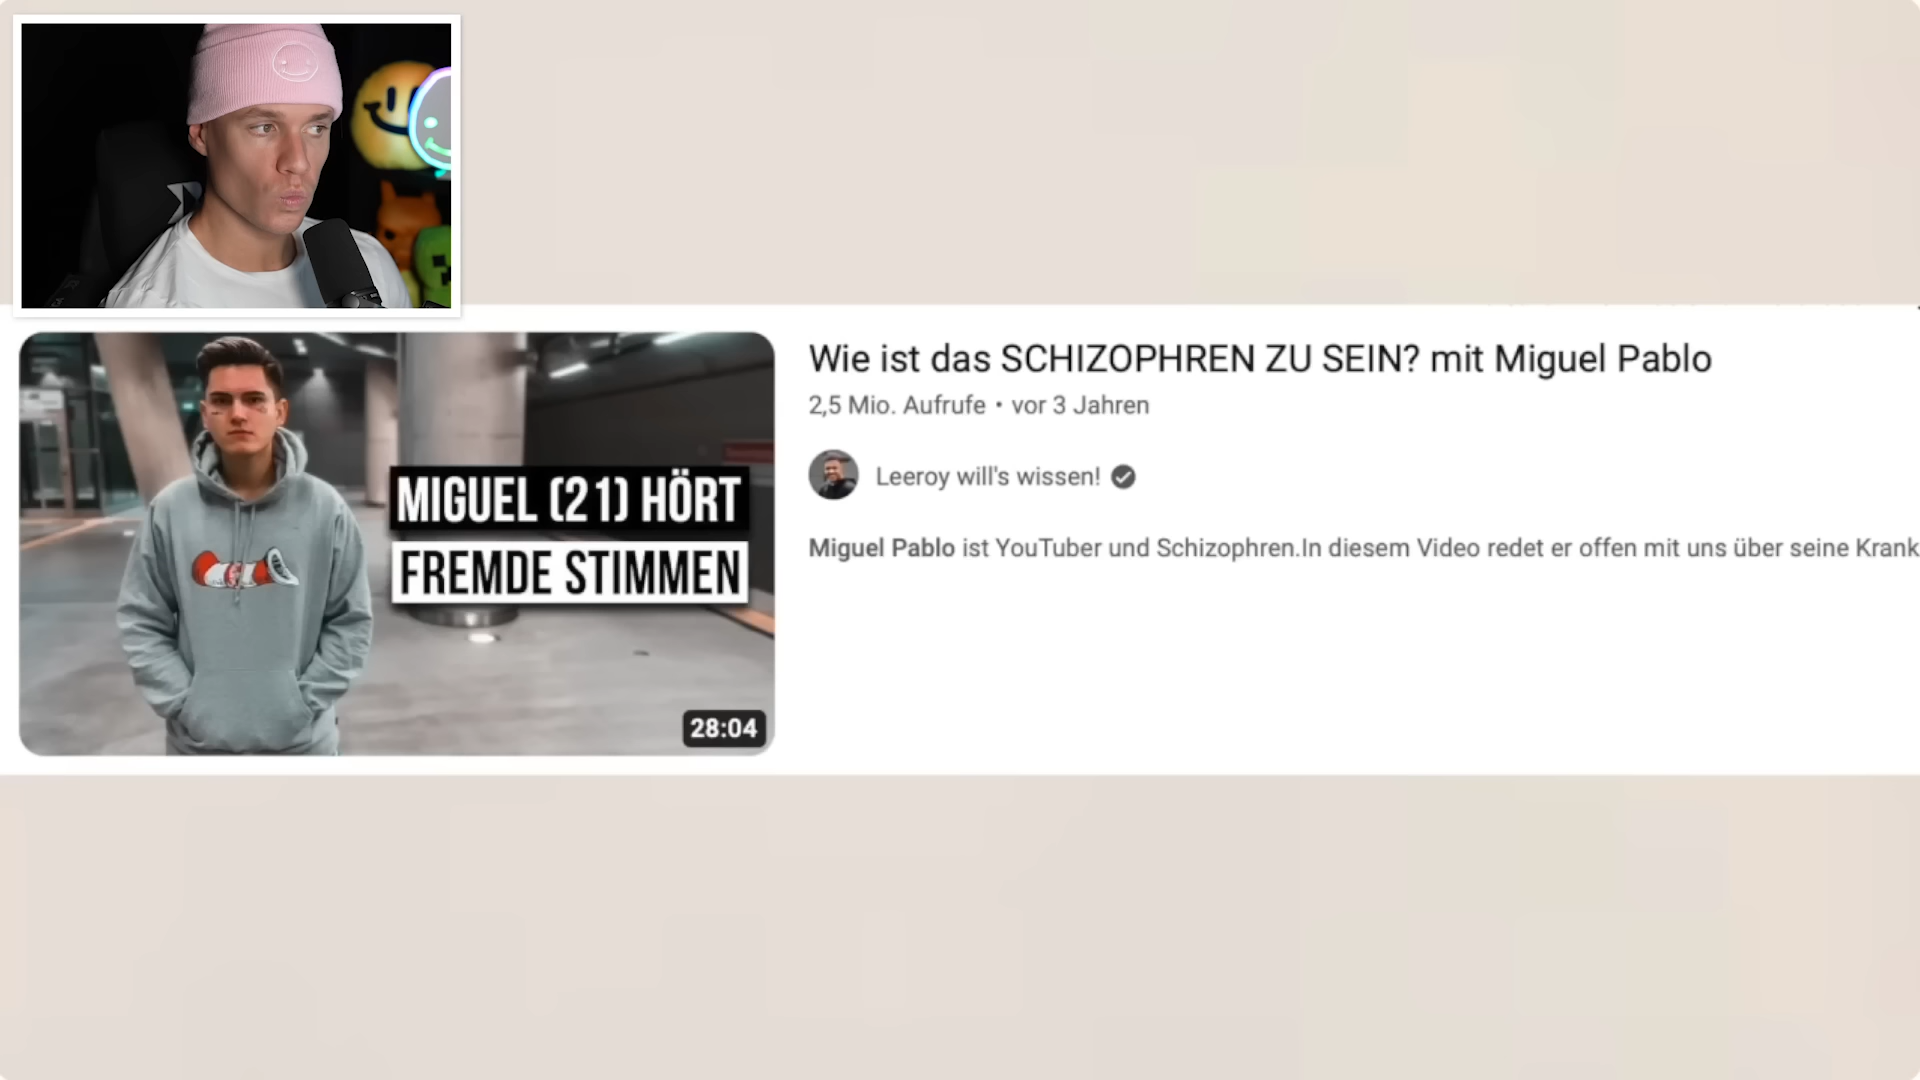 Wie ist das SCHIZOPHREN ZU SEIN? mit Miguel Pablo
2,5 Mio. Aufrufe • vor 3 Jahren
Leeroy will's wissen!
Miguel Pablo ist YouTuber und Schizophren.In diesem Video redet er offen mit uns über seine Krank
MIGUEL (21) HÖRT
FREMDE STIMMEN
28:04